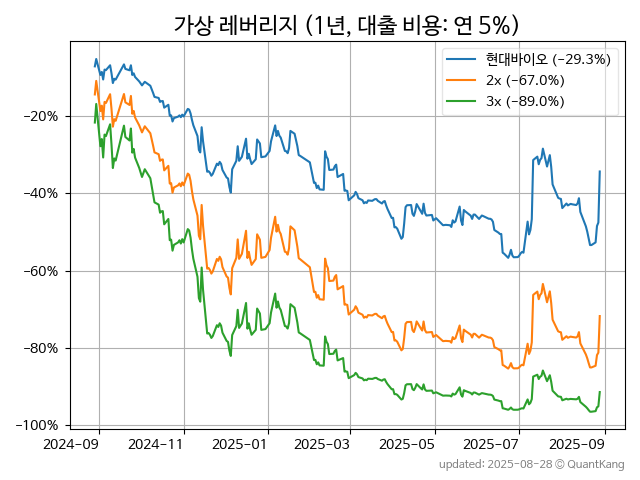 가상 레버리지 (1년, 대출 비용: 연 5%)
현대바이오 (−29.3%)
2x (−67.0%)
3x (−89.0%)
−20%
−40%
−60%
−80%
−100%
2024-09 2024-11 2025-01 2025-03 2025-05 2025-07 2025-09
updated: 2025-08-28 © QuantKang